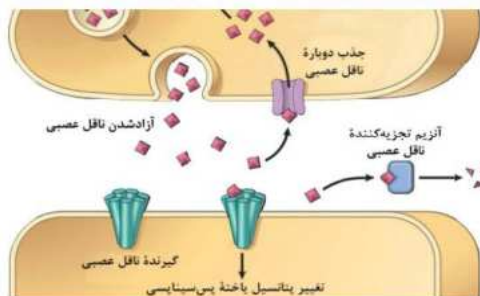 جذب دوبارهٔ
ناقل عصبی
آزادشدن ناقل عصبی
آنزیم تجزیه‌کنندهٔ
ناقل عصبی
گیرندهٔ ناقل عصبی
تغییر پتانسیل یاختهٔ پس‌سیناپسی